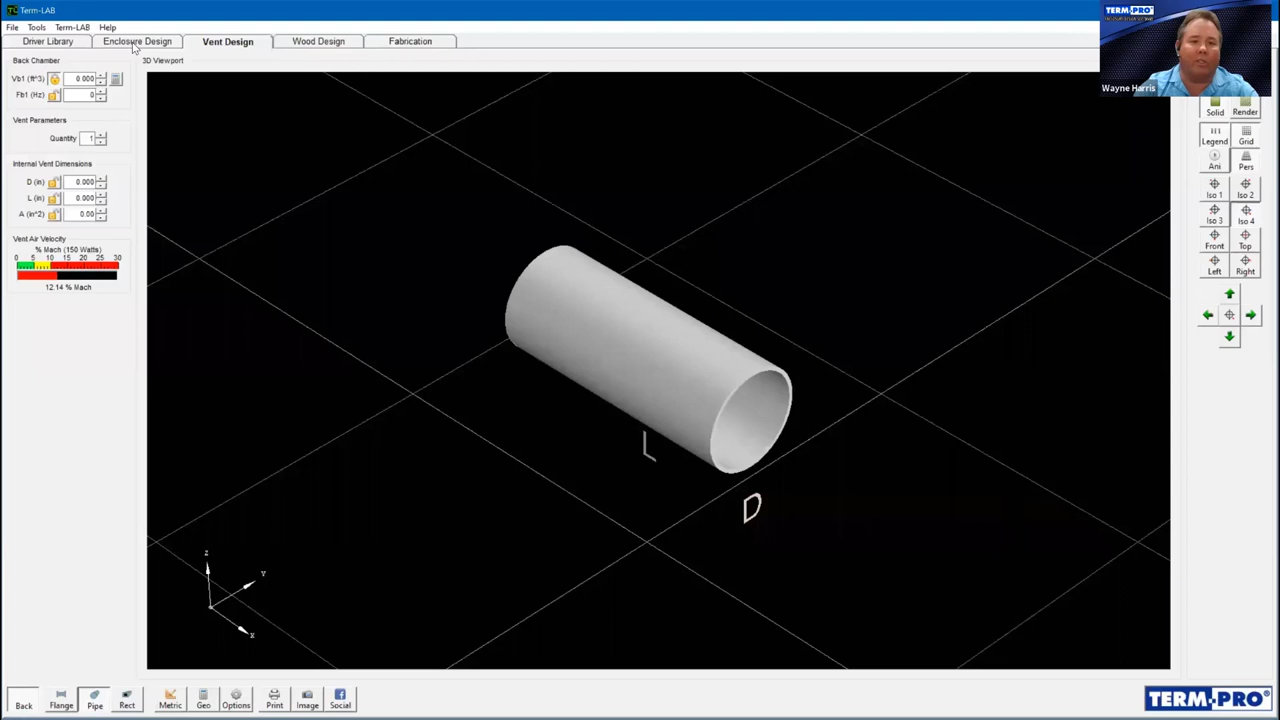 Term-LAB
File Tools Term-LAB Help
Driver Library Enclosure Design Vent Design Wood Design Fabrication
Back Chamber
3D Viewport
Vb1 (ft^3) 0.000
Fb1 (Hz) 0
Vent Parameters
Quantity 1
Internal Vent Dimensions
D (in) 0.000
L (in) 0.000
A (in^2) 0.00
Vent Air Velocity
% Mach (150 Watts)
0 5 10 15 20 25 30
12.14 % Mach
L
D
z
Y
X
TERM-PRO
Wayne Harris
Solid Render
Legend Grid
Ani Pers
Iso 1 Iso 2
Iso 3 Iso 4
Front Top
Left Right
Back Flange Pipe Rect Metric Geo Options Print Image Social
TERM-PRO®